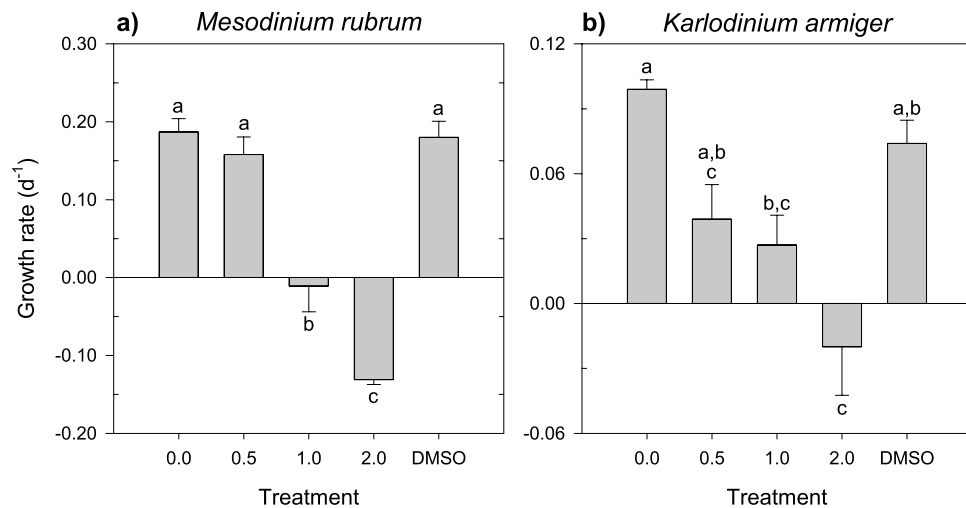 a) Mesodinium rubrum
b) Karlodinium armiger
Growth rate (d-1)
0.30
0.20
0.10
0.00
-0.10
-0.20
a
a
b
c
a
0.0 0.5 1.0 2.0 DMSO
Treatment
0.12
0.06
0.00
-0.06
a
a,b
c
b,c
c
a,b
0.0 0.5 1.0 2.0 DMSO
Treatment